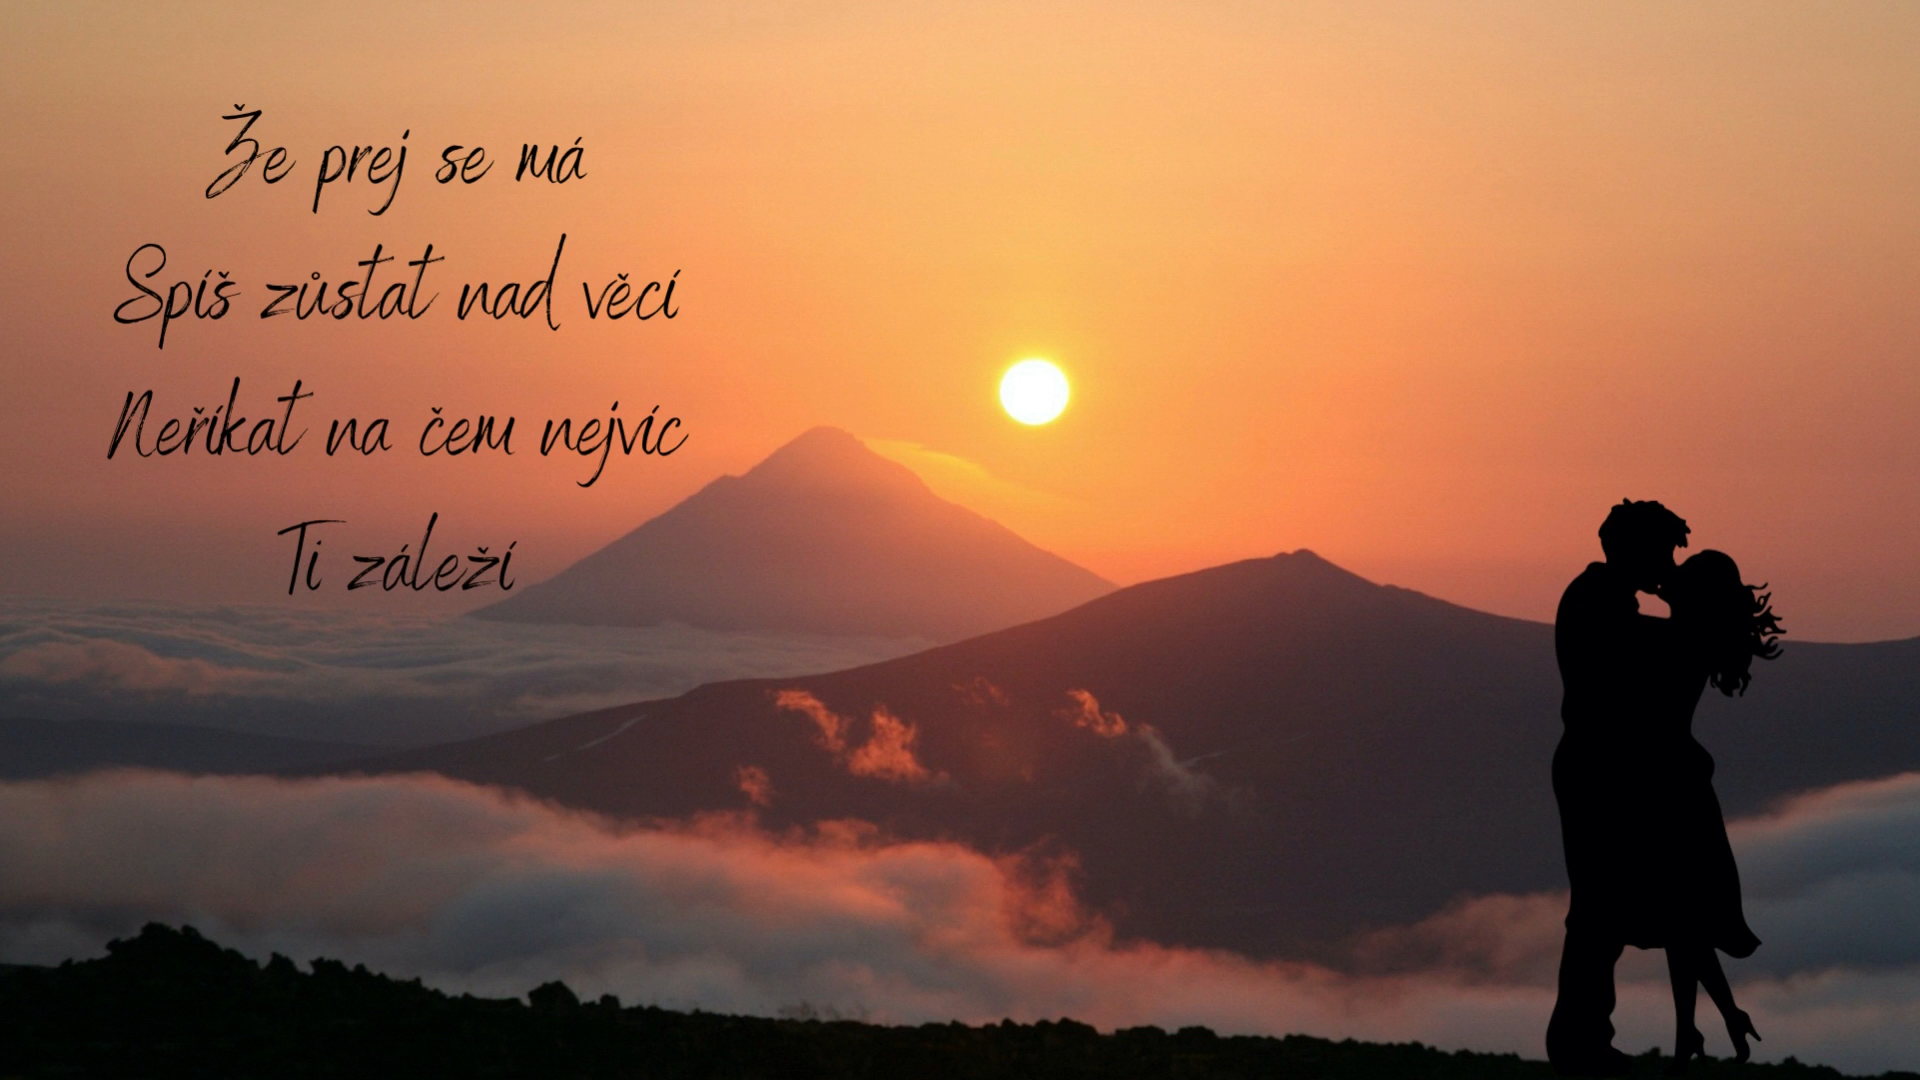 Že prej se má
Spíš zůstat nad věcí
Neříkat na čem nejvíc
Ti záleží